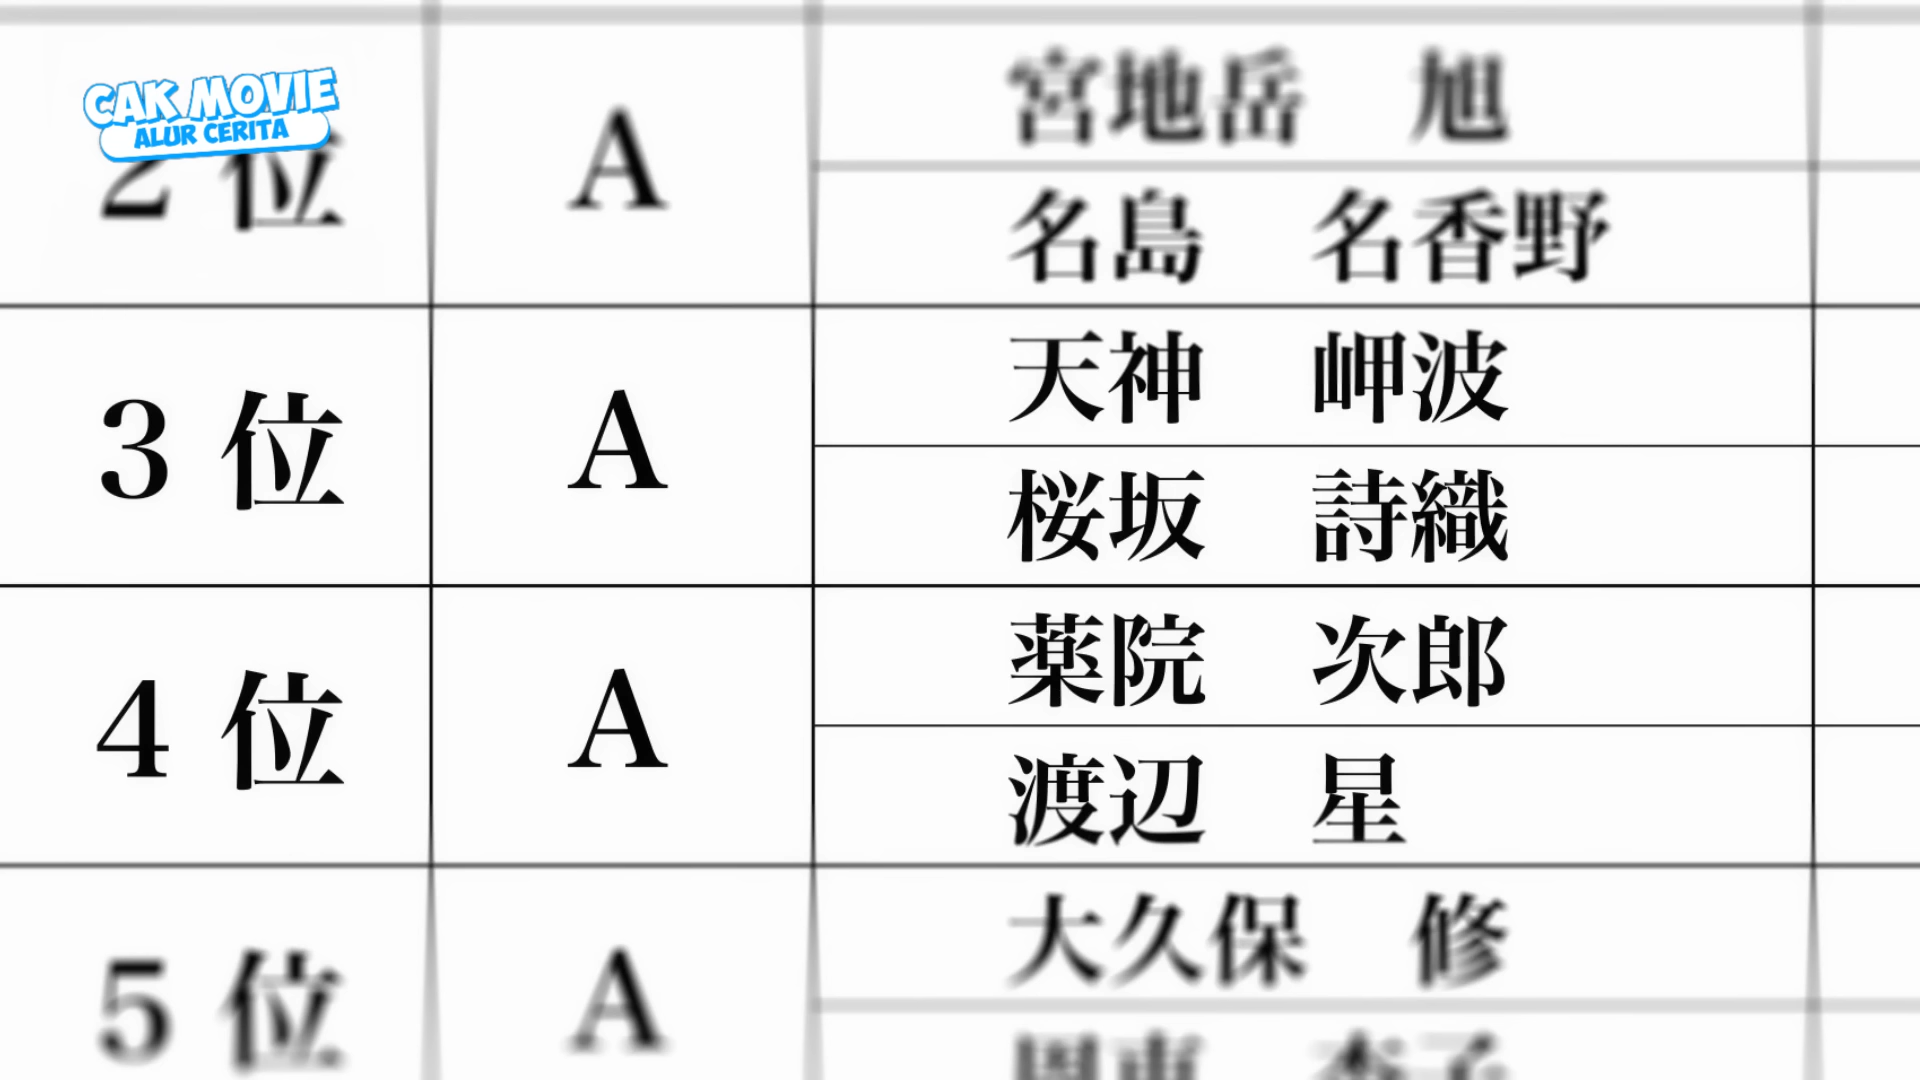 CAK MOVIE
ALUR CERITA
2 位 A
宮地岳 旭
名島 名香野
3 位 A
天神 岬波
桜坂 詩織
4 位 A
薬院 次郎
渡辺 星
5 位 A
大久保 修